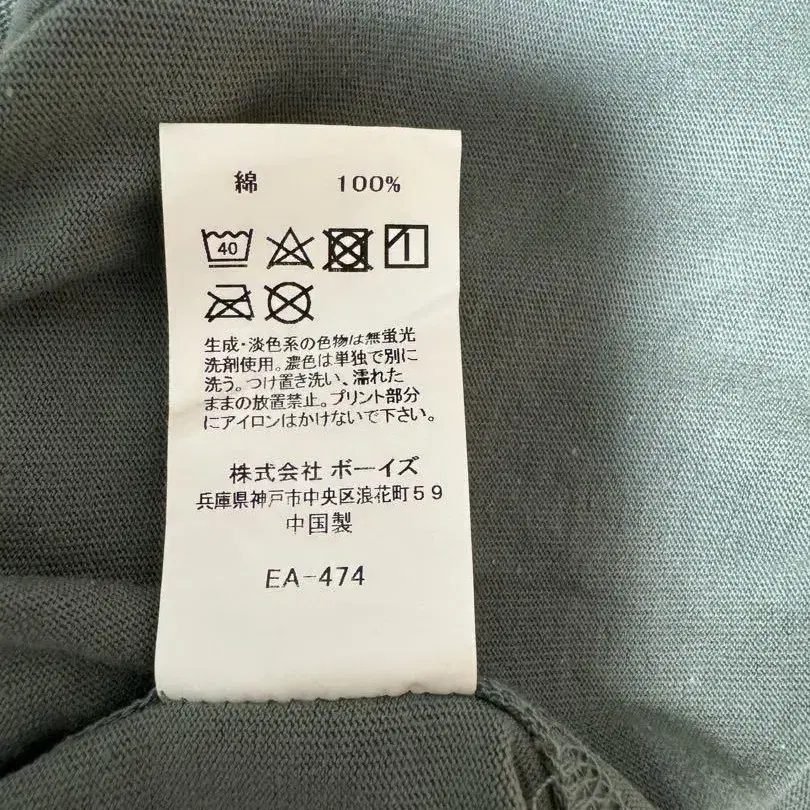 綿 100%
40
生成・淡色系の色物は無蛍光
洗剤使用。濃色は単独で別に
洗う。つけ置き洗い、濡れた
ままの放置禁止。プリント部分
にアイロンはかけないで下さい。
株式会社 ボーイズ
兵庫県神戸市中央区浪花町59
中国製
EA-474